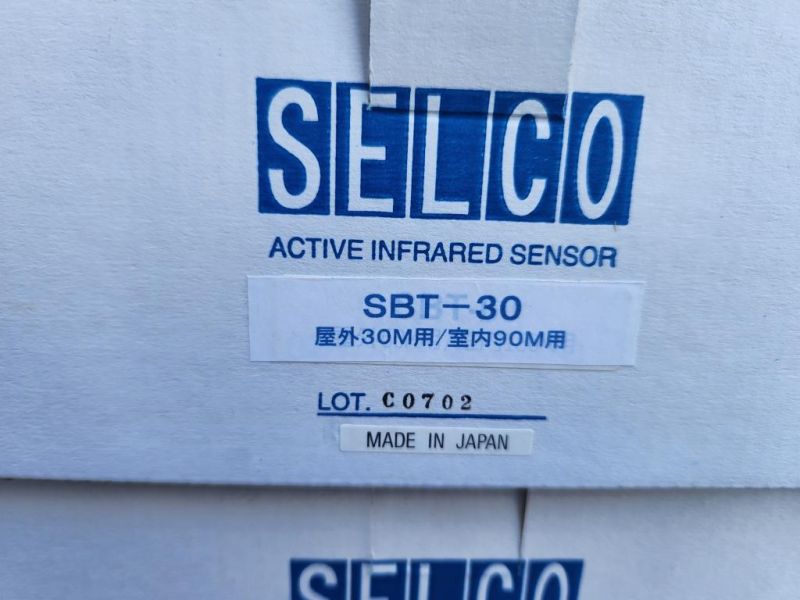 SELCO
ACTIVE INFRARED SENSOR
SBT-30
屋外30M用/室内90M用
LOT. C0702
MADE IN JAPAN
SELCO